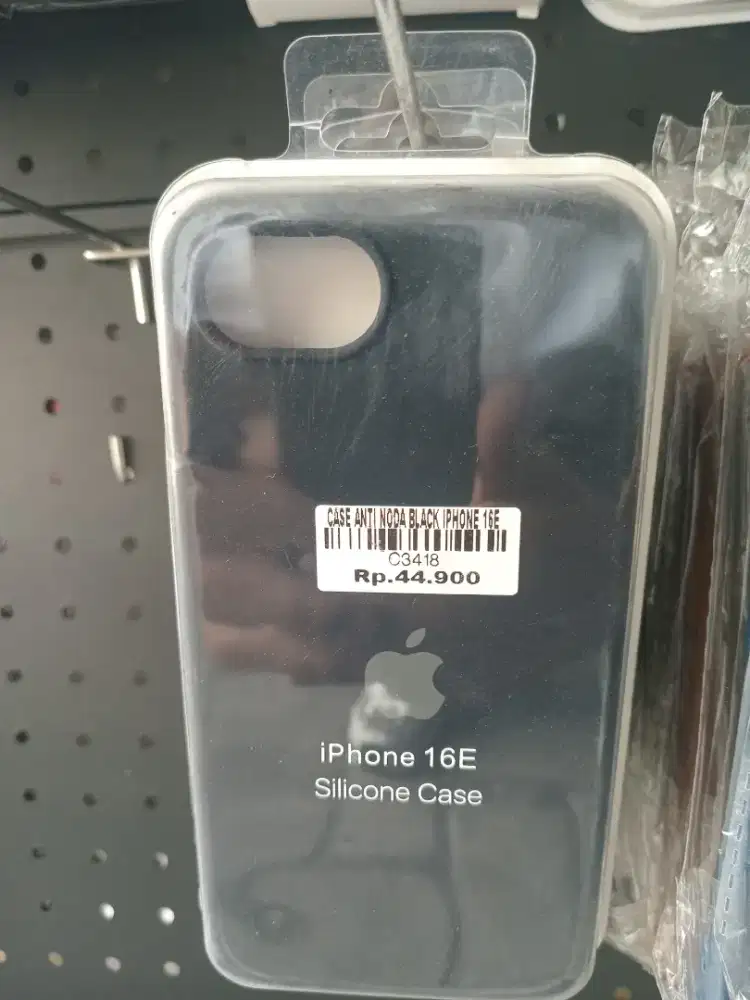 CASE ANTI NODA BLACK IPHONE 16E
C3418
Rp.44.900
iPhone 16E
Silicone Case